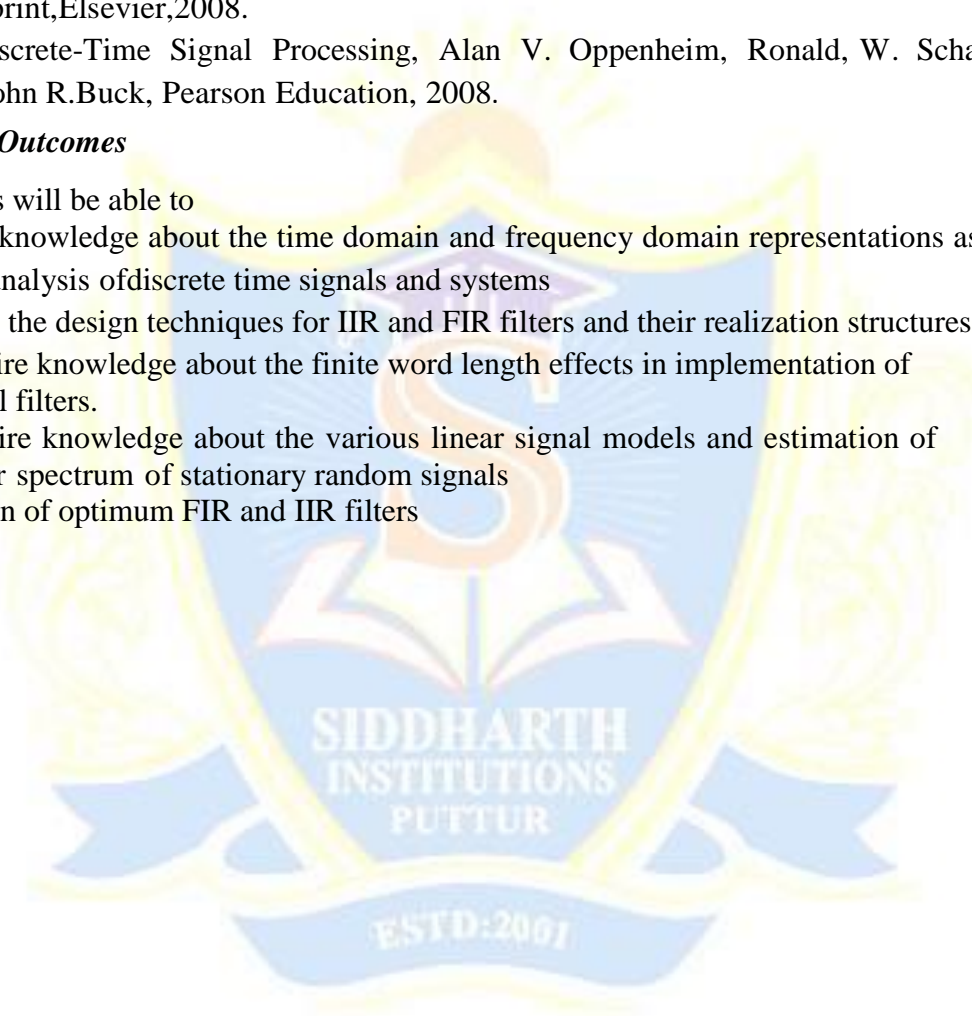 print,Elsevier,2008.
screte-Time Signal Processing, Alan V. Oppenheim, Ronald, W. Scha
ohn R.Buck, Pearson Education, 2008.
Outcomes
s will be able to
knowledge about the time domain and frequency domain representations as
nalysis ofdiscrete time signals and systems
the design techniques for IIR and FIR filters and their realization structures
ire knowledge about the finite word length effects in implementation of
l filters.
ire knowledge about the various linear signal models and estimation of
r spectrum of stationary random signals
n of optimum FIR and IIR filters
S
SIDDHARTH
INSTITUTIONS
PUTTUR
ESTD:2001